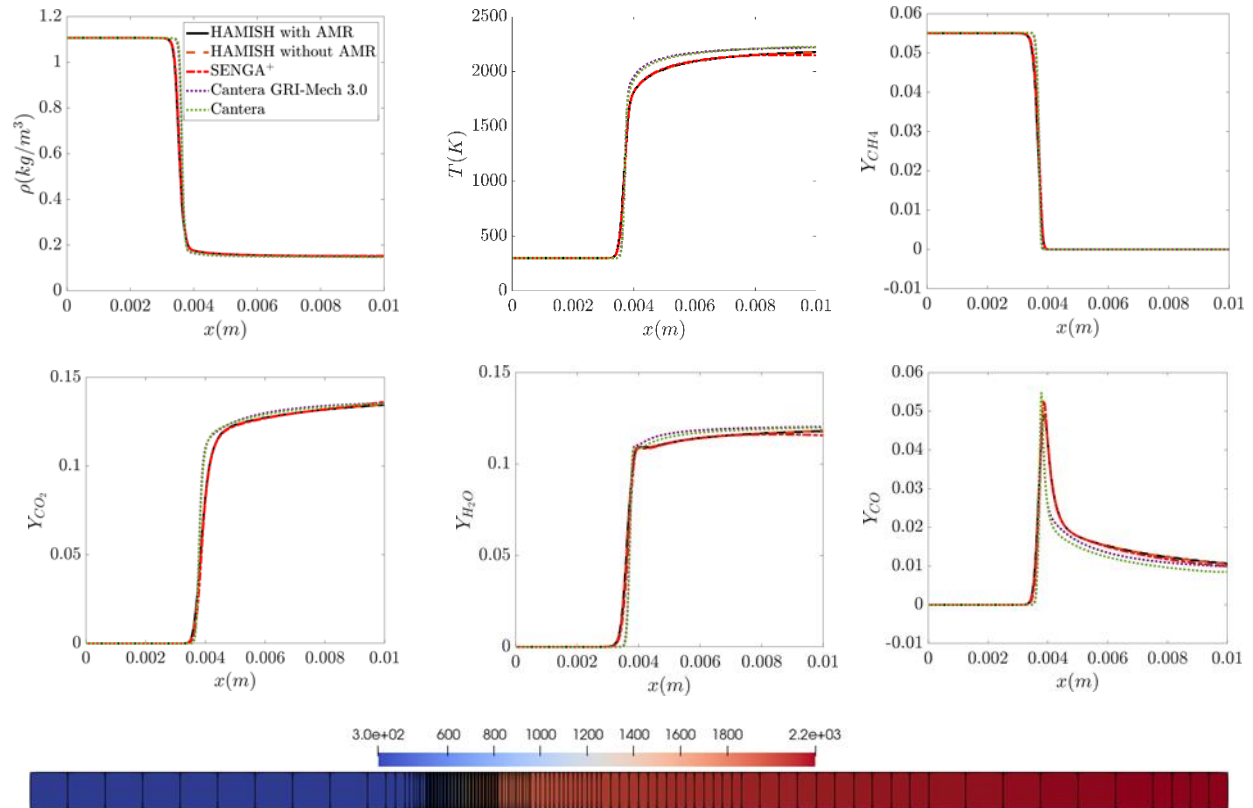 1.2
1
0.8
0.6
0.4
0.2
0
ρ(kg/m³)
0 0.002 0.004 0.006 0.008 0.01
x(m)
HAMISH with AMR
HAMISH without AMR
SENGA⁺
Cantera GRI-Mech 3.0
Cantera
2500
2000
1500
1000
500
0
T(K)
0 0.002 0.004 0.006 0.008 0.01
x(m)
0.06
0.05
0.04
0.03
0.02
0.01
0
-0.01
Y_{CH4}
0 0.002 0.004 0.006 0.008 0.01
x(m)
0.15
0.1
0.05
0
Y_{CO₂}
0 0.002 0.004 0.006 0.008 0.01
x(m)
0.15
0.1
0.05
0
Y_{H₂O}
0 0.002 0.004 0.006 0.008 0.01
x(m)
0.06
0.05
0.04
0.03
0.02
0.01
0
-0.01
Y_{CO}
0 0.002 0.004 0.006 0.008 0.01
x(m)
3.0e+02 600 800 1000 1200 1400 1600 1800 2.2e+03